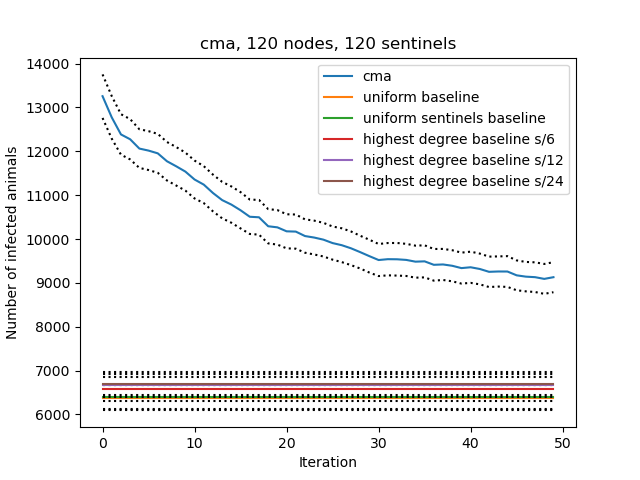 cma, 120 nodes, 120 sentinels
14000
13000
12000
11000
10000
9000
8000
7000
6000
Number of infected animals
cma
uniform baseline
uniform sentinels baseline
highest degree baseline s/6
highest degree baseline s/12
highest degree baseline s/24
0 10 20 30 40 50
Iteration